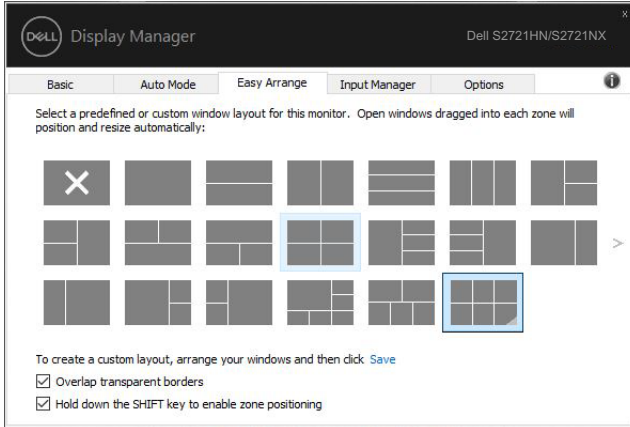 x
DELL Display Manager Dell S2721HN/S2721NX
Basic Auto Mode Easy Arrange Input Manager Options i
Select a predefined or custom window layout for this monitor. Open windows dragged into each zone will
position and resize automatically:
>
To create a custom layout, arrange your windows and then click Save
Overlap transparent borders
Hold down the SHIFT key to enable zone positioning